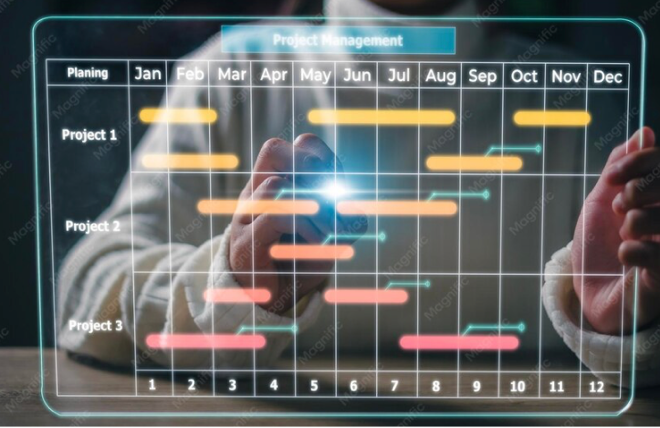 Project Management
Planing Jan Feb Mar Apr May Jun Jul Aug Sep Oct Nov Dec
Project 1
Project 2
Project 3
1 2 3 4 5 6 7 8 9 10 11 12
Magnific